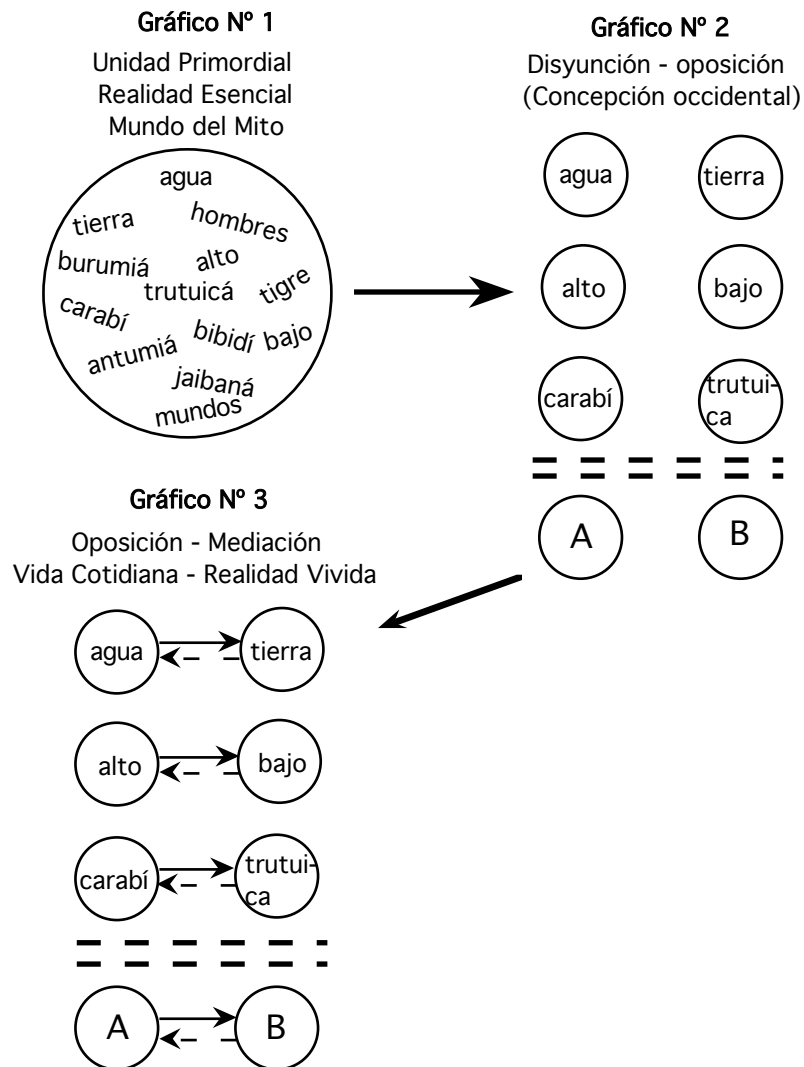 Gráfico Nº 1
Unidad Primordial
Realidad Esencial
Mundo del Mito
agua
tierra
hombres
burumiá
alto
trutuicá
tigre
carabí
bibidí
bajo
antumiá
jaibaná
mundos
Gráfico Nº 2
Disyunción - oposición
(Concepción occidental)
agua
tierra
alto
bajo
carabí
trutui-
ca
A
B
Gráfico Nº 3
Oposición - Mediación
Vida Cotidiana - Realidad Vivida
agua
tierra
alto
bajo
carabí
trutui-
ca
A
B